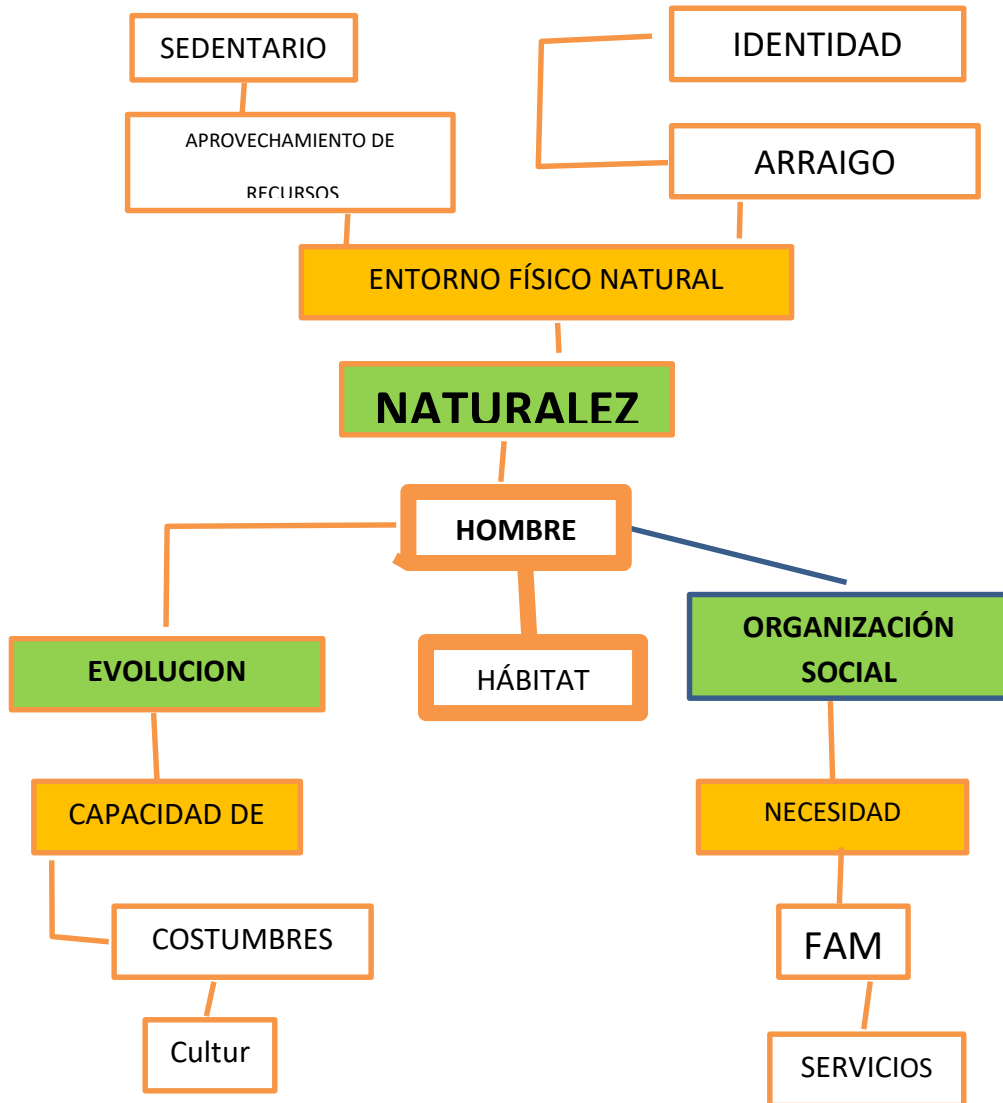 SEDENTARIO
IDENTIDAD
APROVECHAMIENTO DE
RECURSOS
ARRAIGO
ENTORNO FÍSICO NATURAL
NATURALEZ
HOMBRE
EVOLUCION
HÁBITAT
ORGANIZACIÓN
SOCIAL
CAPACIDAD DE
NECESIDAD
COSTUMBRES
FAM
Cultur
SERVICIOS